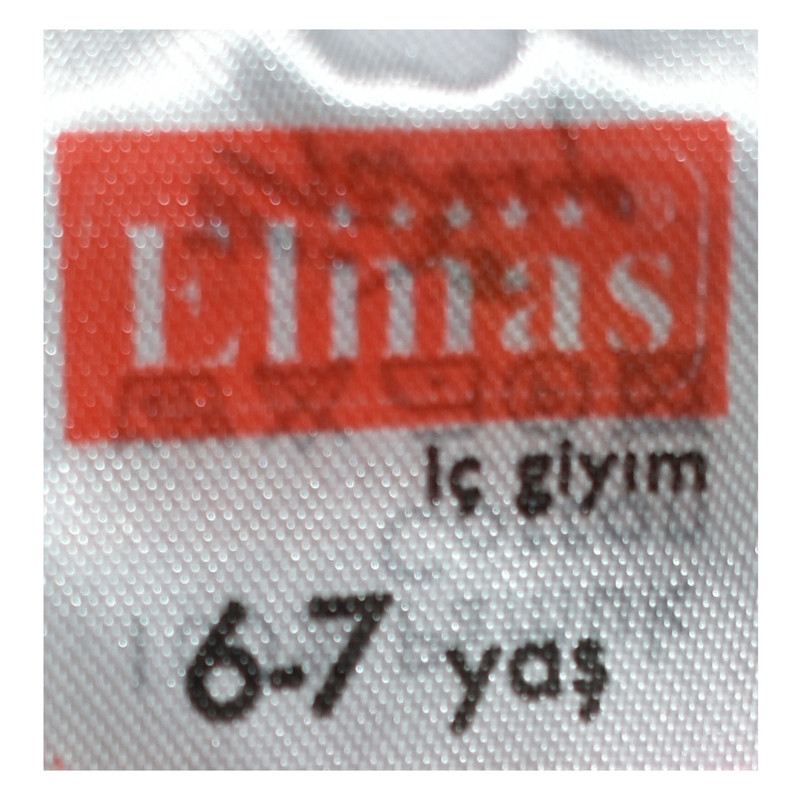 Elmas
iç giyim
6-7 yaş